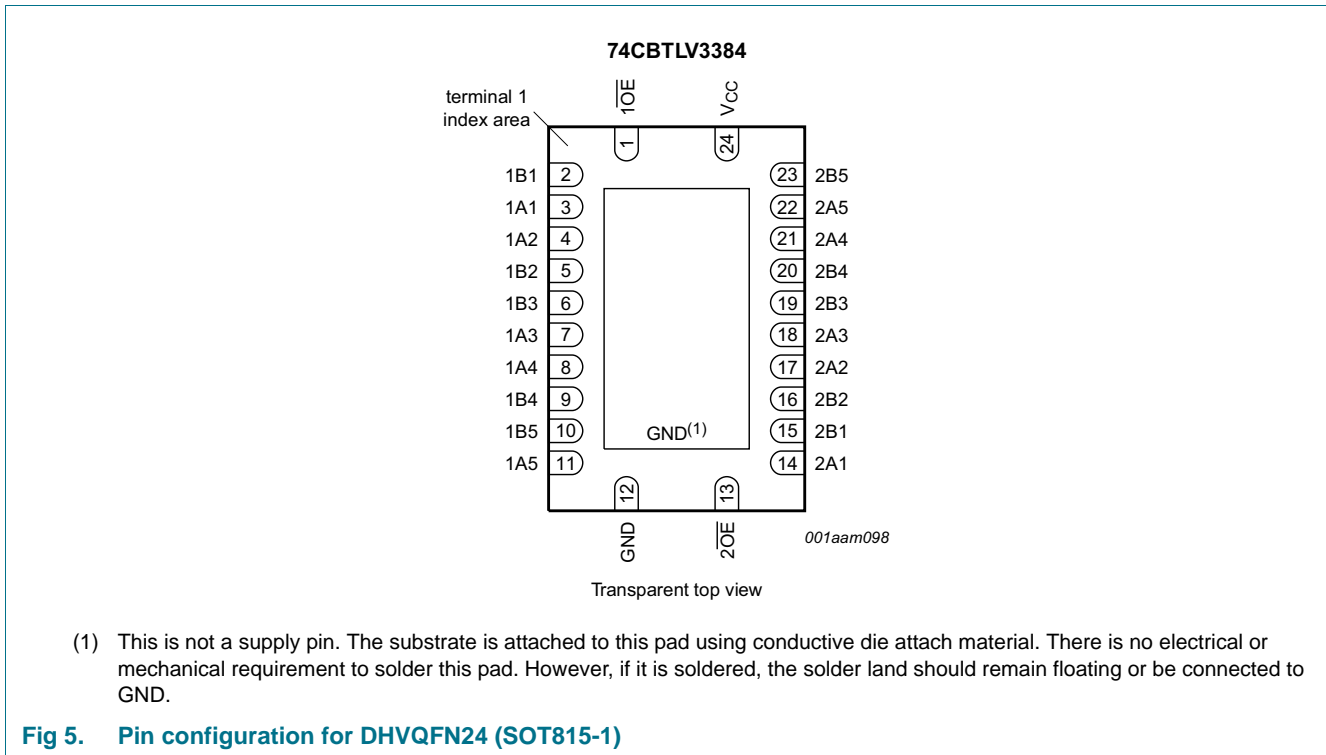 74CBTLV3384
terminal 1
index area
1OE
VCC
1
24
1B1 2 23 2B5
1A1 3 22 2A5
1A2 4 21 2A4
1B2 5 20 2B4
1B3 6 19 2B3
1A3 7 18 2A3
1A4 8 17 2A2
1B4 9 16 2B2
1B5 10 GND(1) 15 2B1
1A5 11 14 2A1
12
13
GND
2OE
001aam098
Transparent top view
(1) This is not a supply pin. The substrate is attached to this pad using conductive die attach material. There is no electrical or
mechanical requirement to solder this pad. However, if it is soldered, the solder land should remain floating or be connected to
GND.
Fig 5. Pin configuration for DHVQFN24 (SOT815-1)